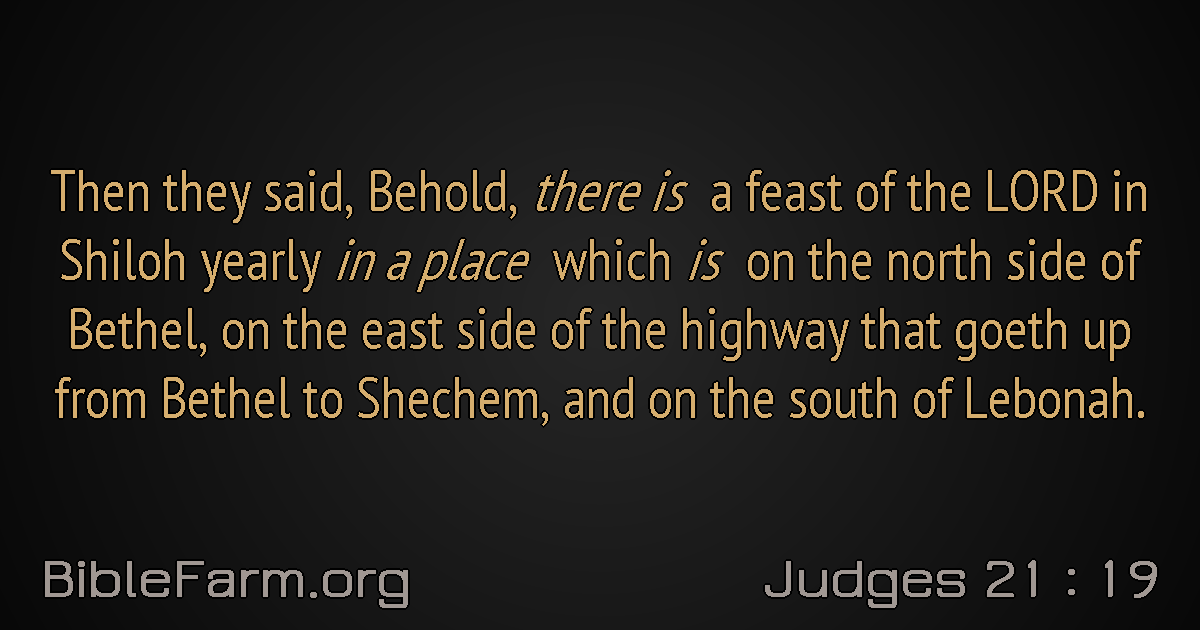 Then they said, Behold, there is a feast of the LORD in
Shiloh yearly in a place which is on the north side of
Bethel, on the east side of the highway that goeth up
from Bethel to Shechem, and on the south of Lebonah.
BibleFarm.org
Judges 21 : 19